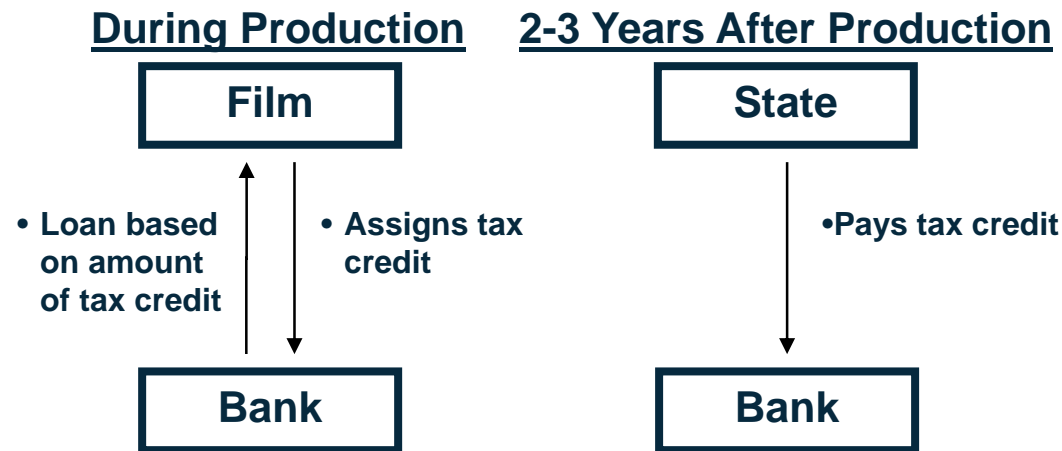 During Production
2-3 Years After Production
Film
State
• Loan based
on amount
of tax credit
• Assigns tax
credit
•Pays tax credit
Bank
Bank